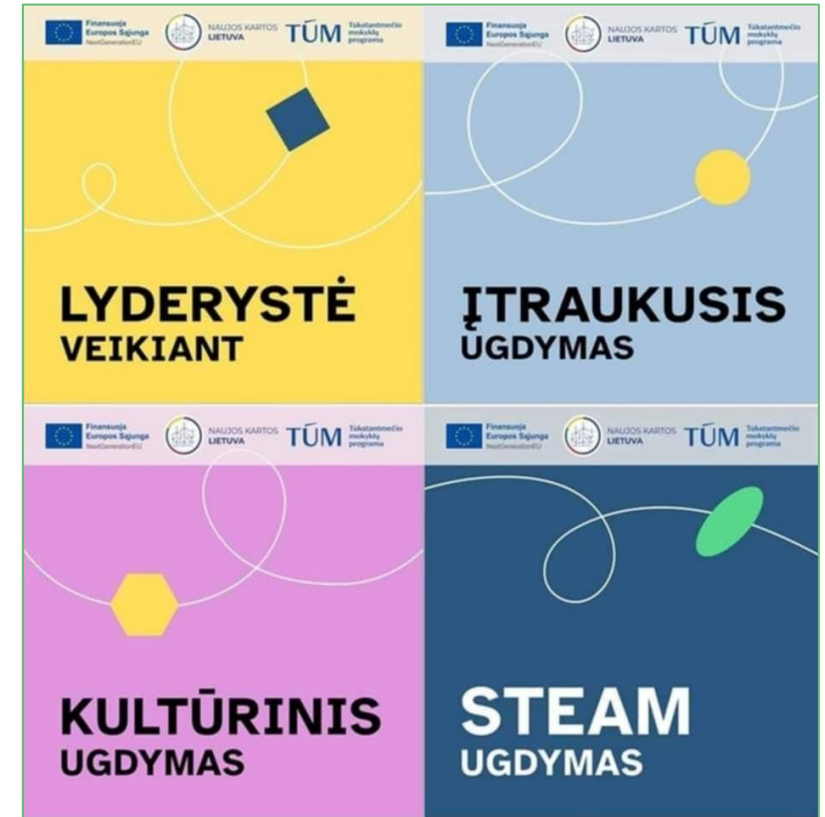 Finansuoja
Europos Sąjunga
NextGenerationEU
NAUJOS KARTOS
LIETUVA
TŪM
Tūkstantmečio
mokyklų
programa
LYDERYSTĖ
VEIKIANT
Finansuoja
Europos Sąjunga
NextGenerationEU
NAUJOS KARTOS
LIETUVA
TŪM
Tūkstantmečio
mokyklų
programa
ĮTRAUKUSIS
UGDYMAS
Finansuoja
Europos Sąjunga
NextGenerationEU
NAUJOS KARTOS
LIETUVA
TŪM
Tūkstantmečio
mokyklų
programa
KULTŪRINIS
UGDYMAS
Finansuoja
Europos Sąjunga
NextGenerationEU
NAUJOS KARTOS
LIETUVA
TŪM
Tūkstantmečio
mokyklų
programa
STEAM
UGDYMAS